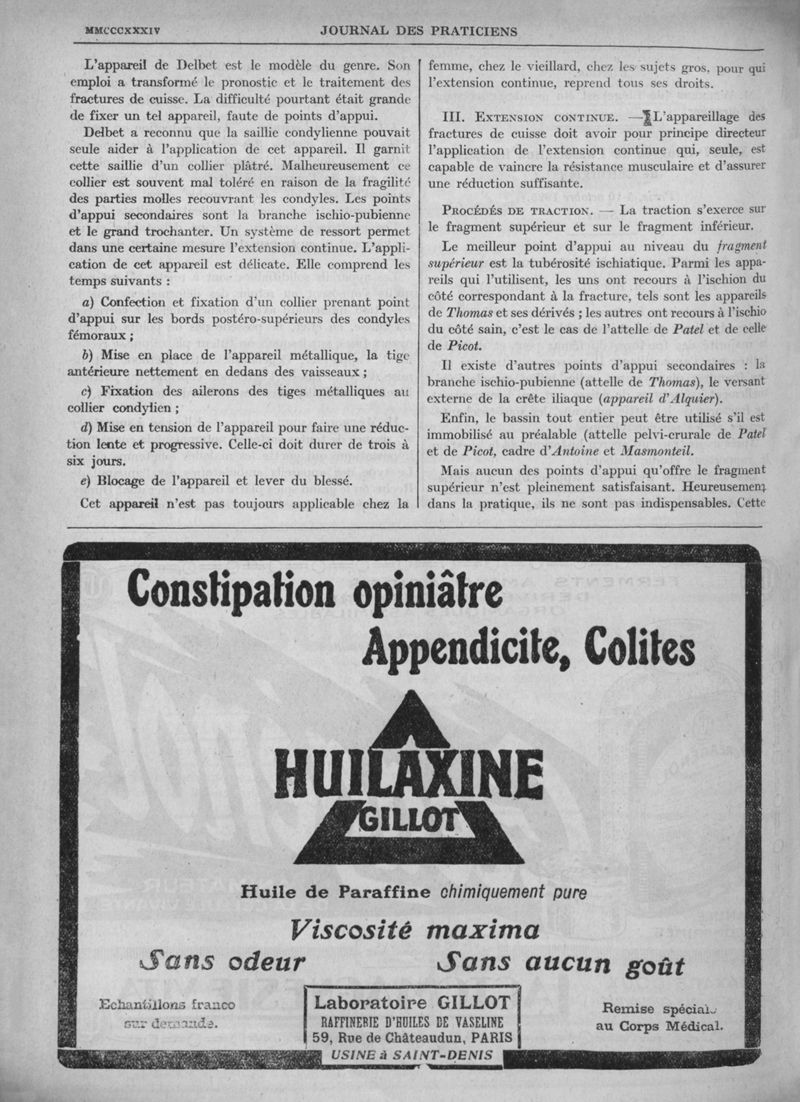 MMCCCXXXIV
JOURNAL DES PRATICIENS
L'appareil de Delbet est le modèle du genre. Son
emploi a transformé le pronostic et le traitement des
fractures de cuisse. La difficulté pourtant était grande
de fixer un tel appareil, faute de points d'appui.
Delbet a reconnu que la saillie condylienne pouvait
seule aider à l'application de cet appareil. Il garnit
cette saillie d'un collier plâtré. Malheureusement ce
collier est souvent mal toléré en raison de la fragilité
des parties molles recouvrant les condyles. Les points
d'appui secondaires sont la branche ischio-pubienne
et le grand trochanter. Un système de ressort permet
dans une certaine mesure l'extension continue. L'appli-
cation de cet appareil est délicate. Elle comprend les
temps suivants :
a) Confection et fixation d'un collier prenant point
d'appui sur les bords postéro-supérieurs des condyles
fémoraux ;
b) Mise en place de l'appareil métallique, la tige
antérieure nettement en dedans des vaisseaux ;
c) Fixation des ailerons des tiges métalliques au
collier condylien ;
d) Mise en tension de l'appareil pour faire une réduc-
tion lente et progressive. Celle-ci doit durer de trois à
six jours.
e) Blocage de l'appareil et lever du blessé.
Cet appareil n'est pas toujours applicable chez la
femme, chez le vieillard, chez les sujets gros, pour qui
l'extension continue, reprend tous ses droits.
III. EXTENSION CONTINUE. — L'appareillage des
fractures de cuisse doit avoir pour principe directeur
l'application de l'extension continue qui, seule, est
capable de vaincre la résistance musculaire et d'assurer
une réduction suffisante.
PROCÉDÉS DE TRACTION. — La traction s'exerce sur
le fragment supérieur et sur le fragment inférieur.
Le meilleur point d'appui au niveau du fragment
supérieur est la tubérosité ischiatique. Parmi les appa-
reils qui l'utilisent, les uns ont recours à l'ischion du
côté correspondant à la fracture, tels sont les appareils
de Thomas et ses dérivés ; les autres ont recours à l'ischio
du côté sain, c'est le cas de l'attelle de Patel et de celle
de Picot.
Il existe d'autres points d'appui secondaires : la
branche ischio-pubienne (attelle de Thomas), le versant
externe de la crête iliaque (appareil d'Alquier).
Enfin, le bassin tout entier peut être utilisé s'il est
immobilisé au préalable (attelle pelvi-crurale de Patel
et de Picot, cadre d'Antoine et Masmonteil.
Mais aucun des points d'appui qu'offre le fragment
supérieur n'est pleinement satisfaisant. Heureusement
dans la pratique, ils ne sont pas indispensables. Cette
Constipation opiniâtre
Appendicite, Colites
HUILAXINE
GILLOT
Huile de Paraffine chimiquement pure
Viscosité maxima
Sans odeur
Sans aucun goût
Echantillons franco
sur demande.
Laboratoire GILLOT
RAFFINERIE D'HUILES DE VASELINE
59, Rue de Châteaudun, PARIS
USINE à SAINT-DENIS
Remise spéciale
au Corps Médical.